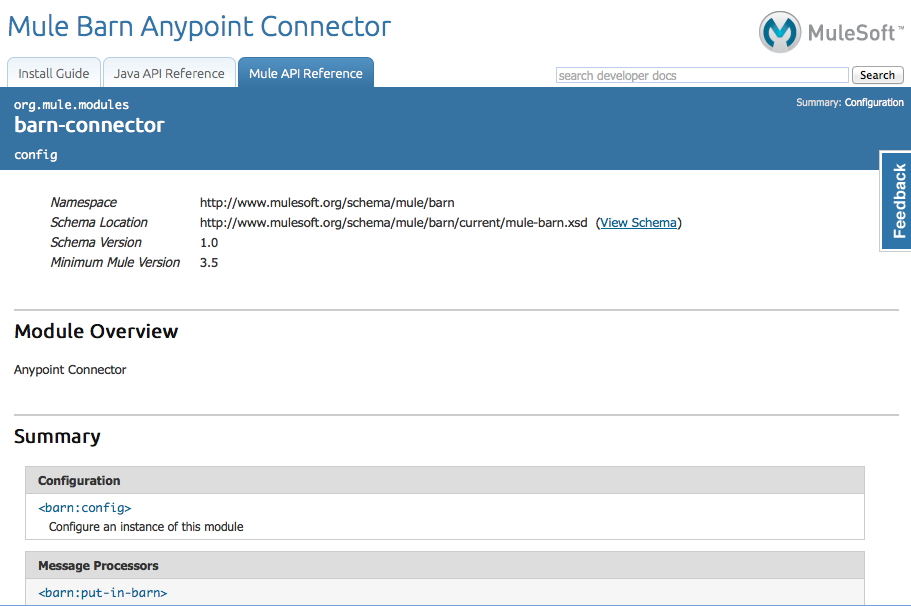 Mule Barn Anypoint Connector
MuleSoft™
Install Guide
Java API Reference
Mule API Reference
search developer docs
Search
org.mule.modules
Summary: Configuration
barn-connector
config
Feedback
Namespace http://www.mulesoft.org/schema/mule/barn
Schema Location http://www.mulesoft.org/schema/mule/barn/current/mule-barn.xsd (View Schema)
Schema Version 1.0
Minimum Mule Version 3.5
Module Overview
Anypoint Connector
Summary
Configuration
<barn:config>
Configure an instance of this module
Message Processors
<barn:put-in-barn>